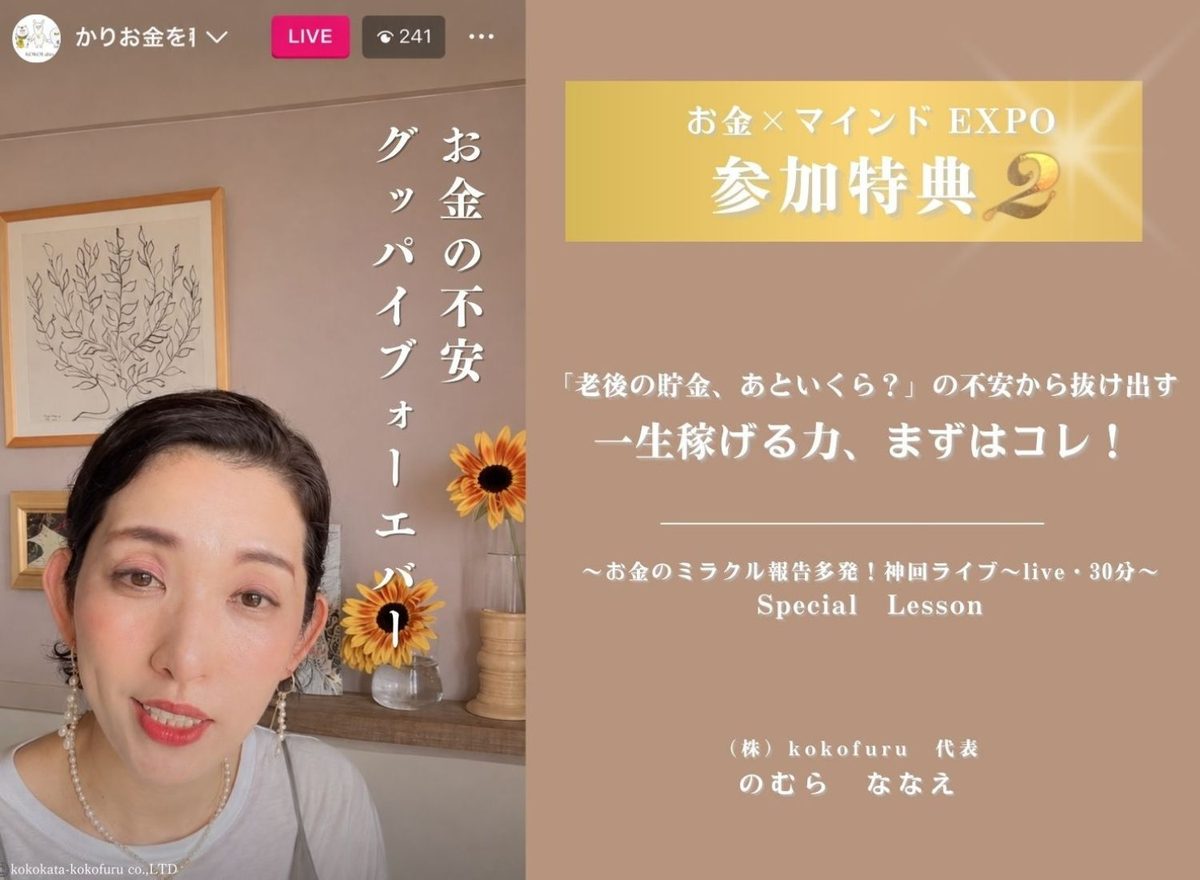 かりお金を
LIVE
241
お金の不安
グッバイフォーエバー
kokokata-kokofuru co.,LTD
お金×マインド EXPO
参加特典2
「老後の貯金、あといくら？」の不安から抜け出す
一生稼げる力、まずはコレ！
～お金のミラクル報告多発！神回ライブ～live・30分～
Special Lesson
（株）kokofuru 代表
のむら ななえ